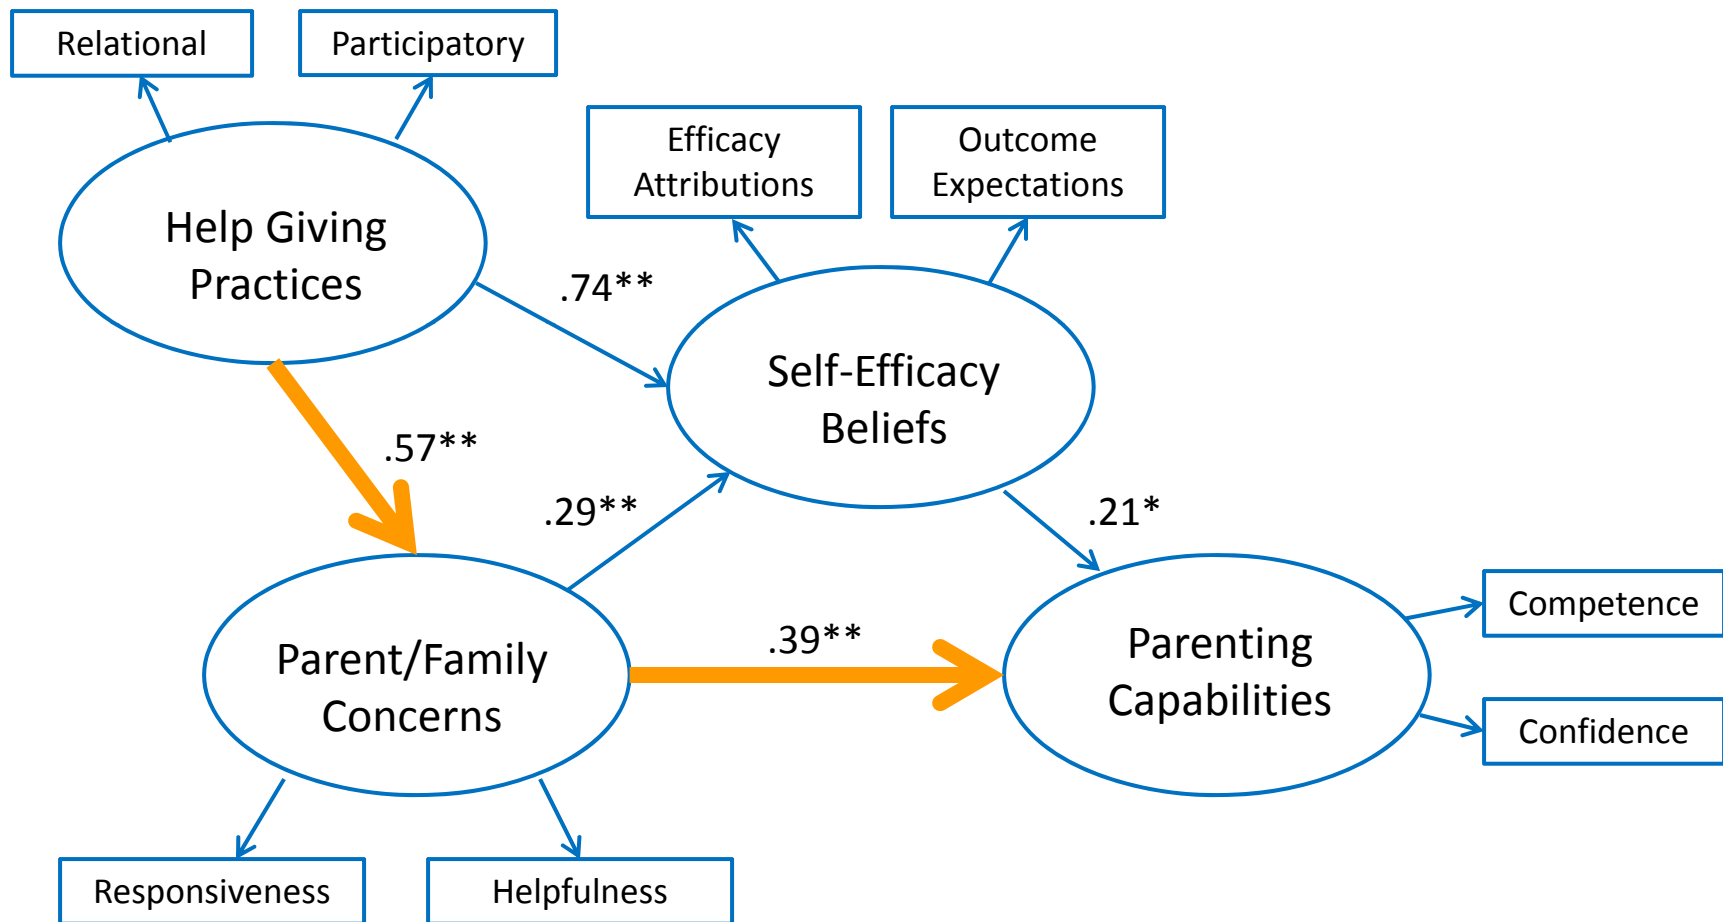 Relational
Participatory
Efficacy
Attributions
Outcome
Expectations
Help Giving
Practices
.74**
Self-Efficacy
Beliefs
.57**
.29**
.21*
Parent/Family
Concerns
.39**
Parenting
Capabilities
Competence
Confidence
Responsiveness
Helpfulness